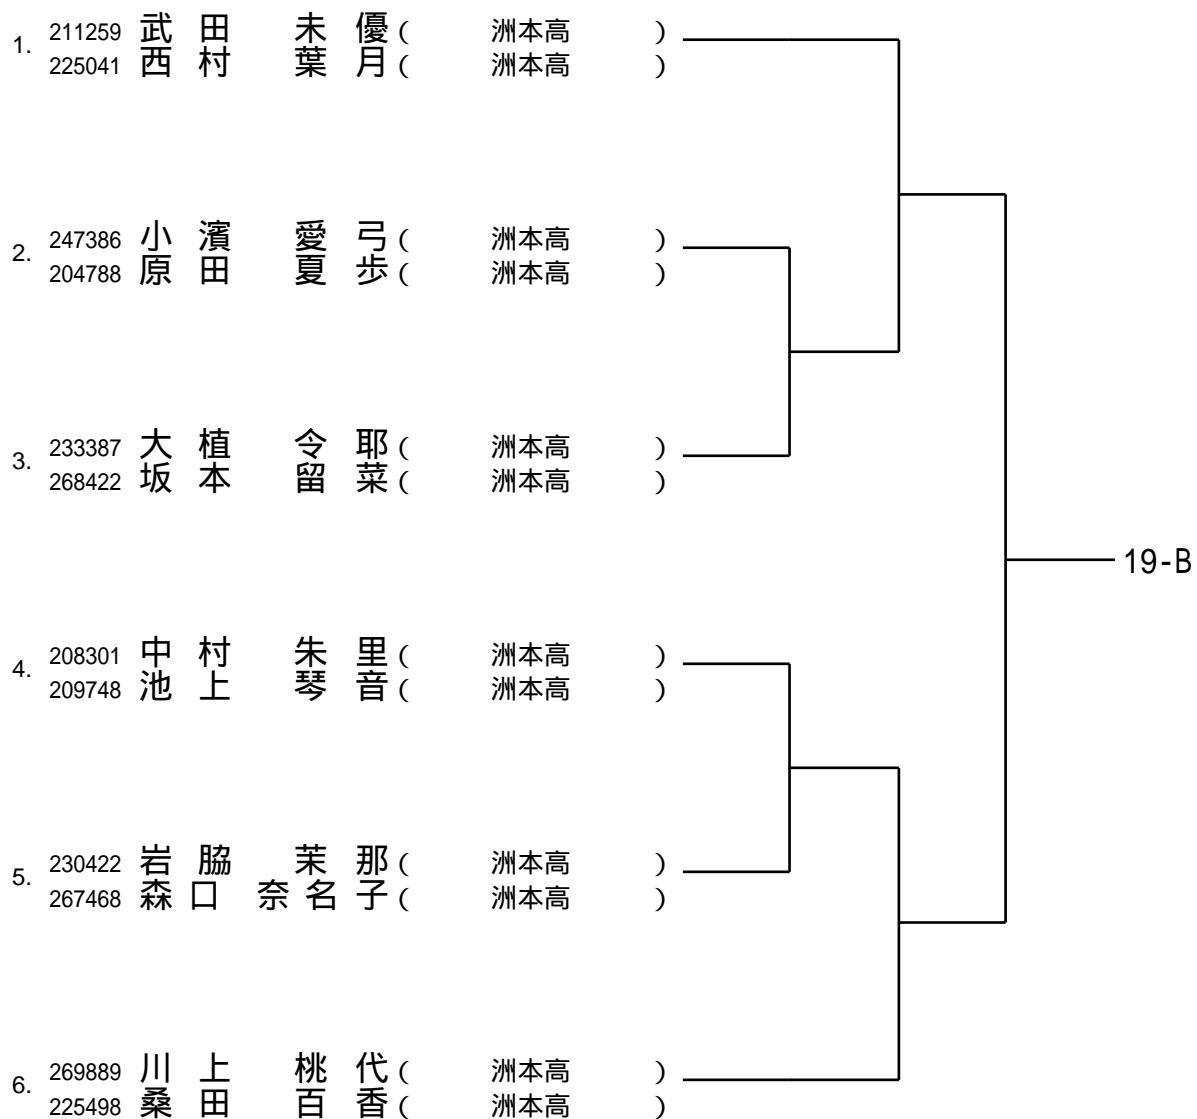 1. 211259 武田 未優 ( 洲本高 )
225041 西村 葉月 ( 洲本高 )
2. 247386 小濱 愛弓 ( 洲本高 )
204788 原田 夏歩 ( 洲本高 )
3. 233387 大植 令耶 ( 洲本高 )
268422 坂本 留菜 ( 洲本高 )
19-B
4. 208301 中村 朱里 ( 洲本高 )
209748 池上 琴音 ( 洲本高 )
5. 230422 岩脇 茉那 ( 洲本高 )
267468 森口 奈名子 ( 洲本高 )
6. 269889 川上 桃代 ( 洲本高 )
225498 桑田 百香 ( 洲本高 )